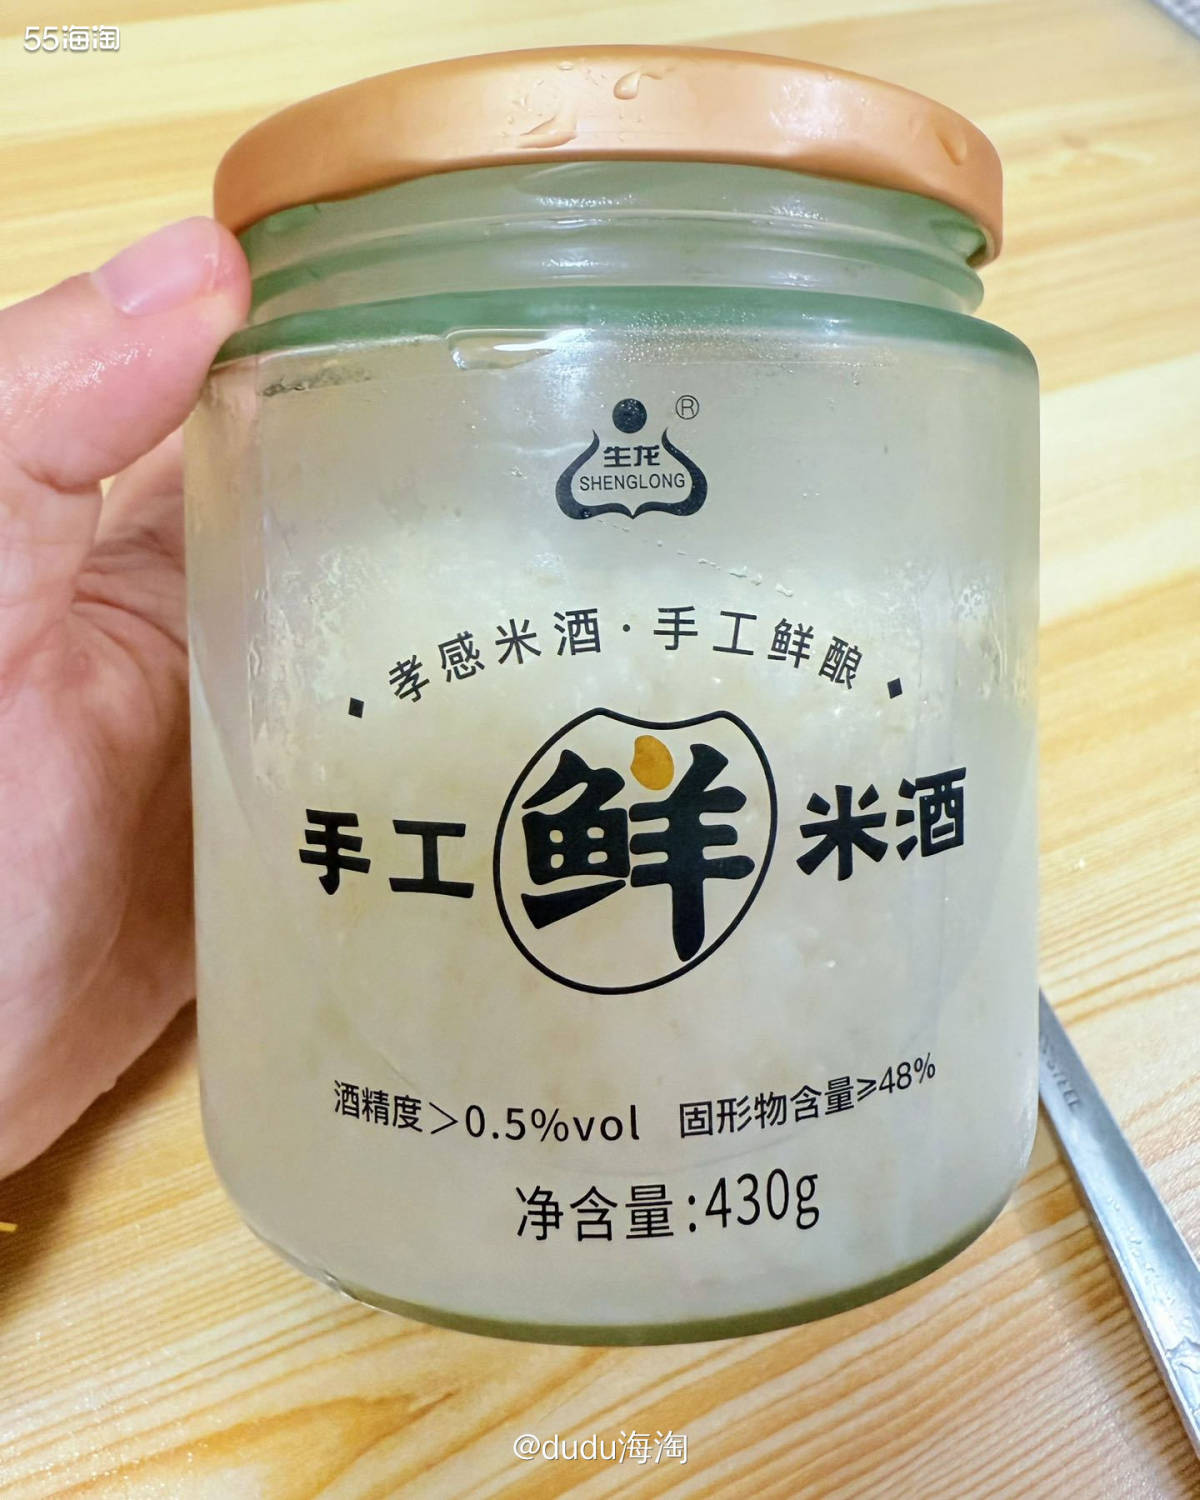 55海淘
®
生龙
SHENGLONG
孝感米酒·手工鲜酿
手工鲜米酒
酒精度>0.5%vol 固形物含量≥48%
净含量:430g
@dudu海淘